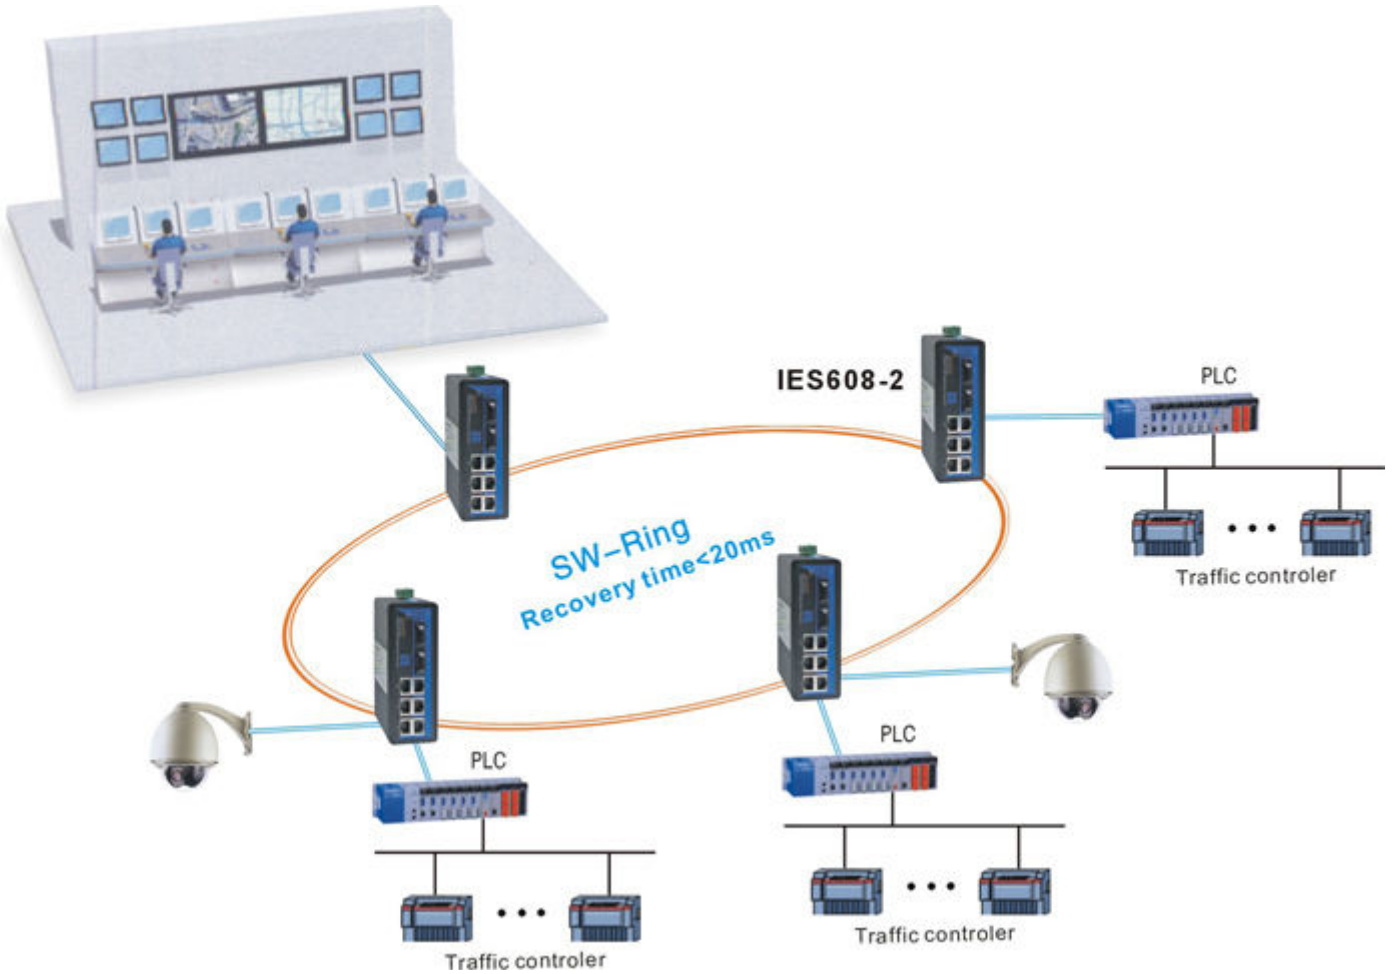 IES608-2
PLC
SW-Ring
Recovery time<20ms
Traffic controler
PLC
PLC
Traffic controler
Traffic controler